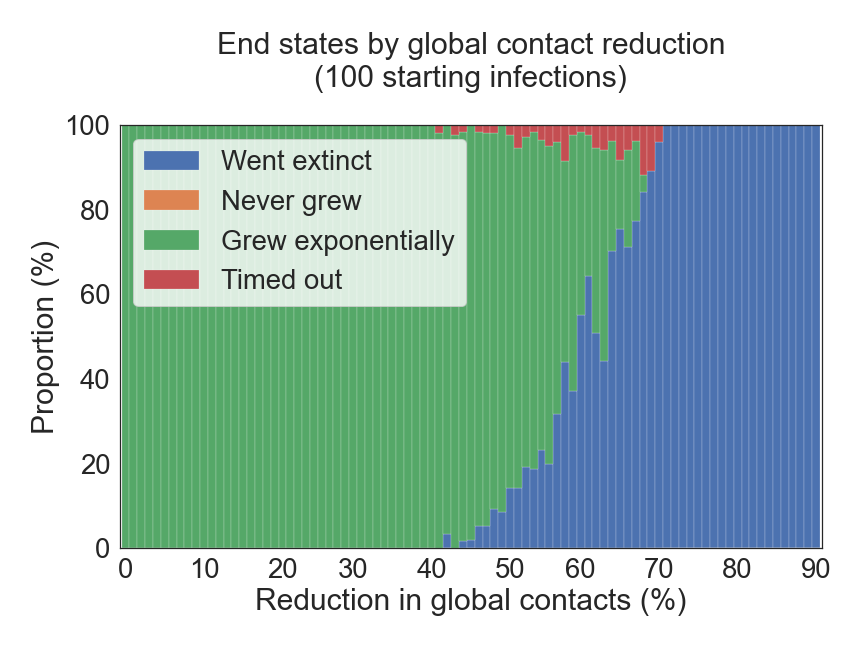 End states by global contact reduction
(100 starting infections)
100
80
60
40
20
0
Proportion (%)
Went extinct
Never grew
Grew exponentially
Timed out
0 10 20 30 40 50 60 70 80 90
Reduction in global contacts (%)